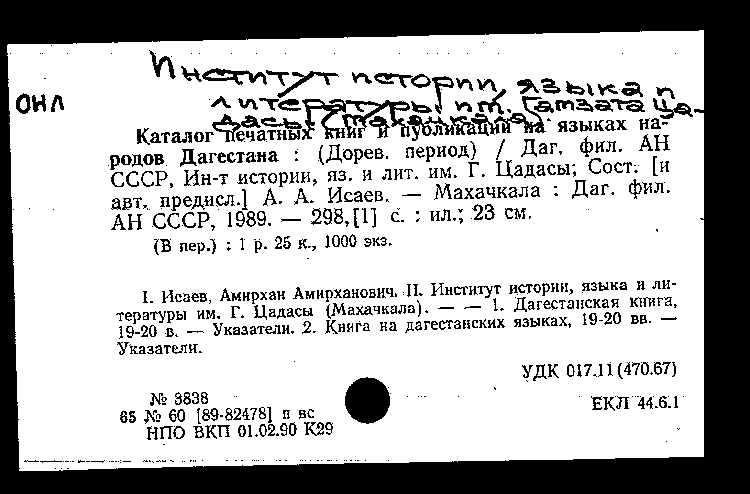 Институт истории, языка и
ОНЛ
литературы им. Гамзата Ца-
дасы (Махачкала)
Каталог печатных книг и публикаций на языках на-
родов Дагестана : (Дорев. период) / Даг. фил. АН
СССР, Ин-т истории, яз. и лит. им. Г. Цадасы; Сост. [и
авт. предисл.] А. А. Исаев. — Махачкала : Даг. фил.
АН СССР, 1989. — 298,[1] с. : ил.; 23 см.
(В пер.) : 1 р. 25 к., 1000 экз.
I. Исаев, Амирхан Амирханович. II. Институт истории, языка и ли-
тературы им. Г. Цадасы (Махачкала). — — 1. Дагестанская книга,
19-20 в. — Указатели. 2. Книга на дагестанских языках, 19-20 вв. —
Указатели.
УДК 017.11(470.67)
№ 3838
65 № 60 [89-82478] п вс
НПО ВКП 01.02.90 К29
ЕКЛ 44.6.1